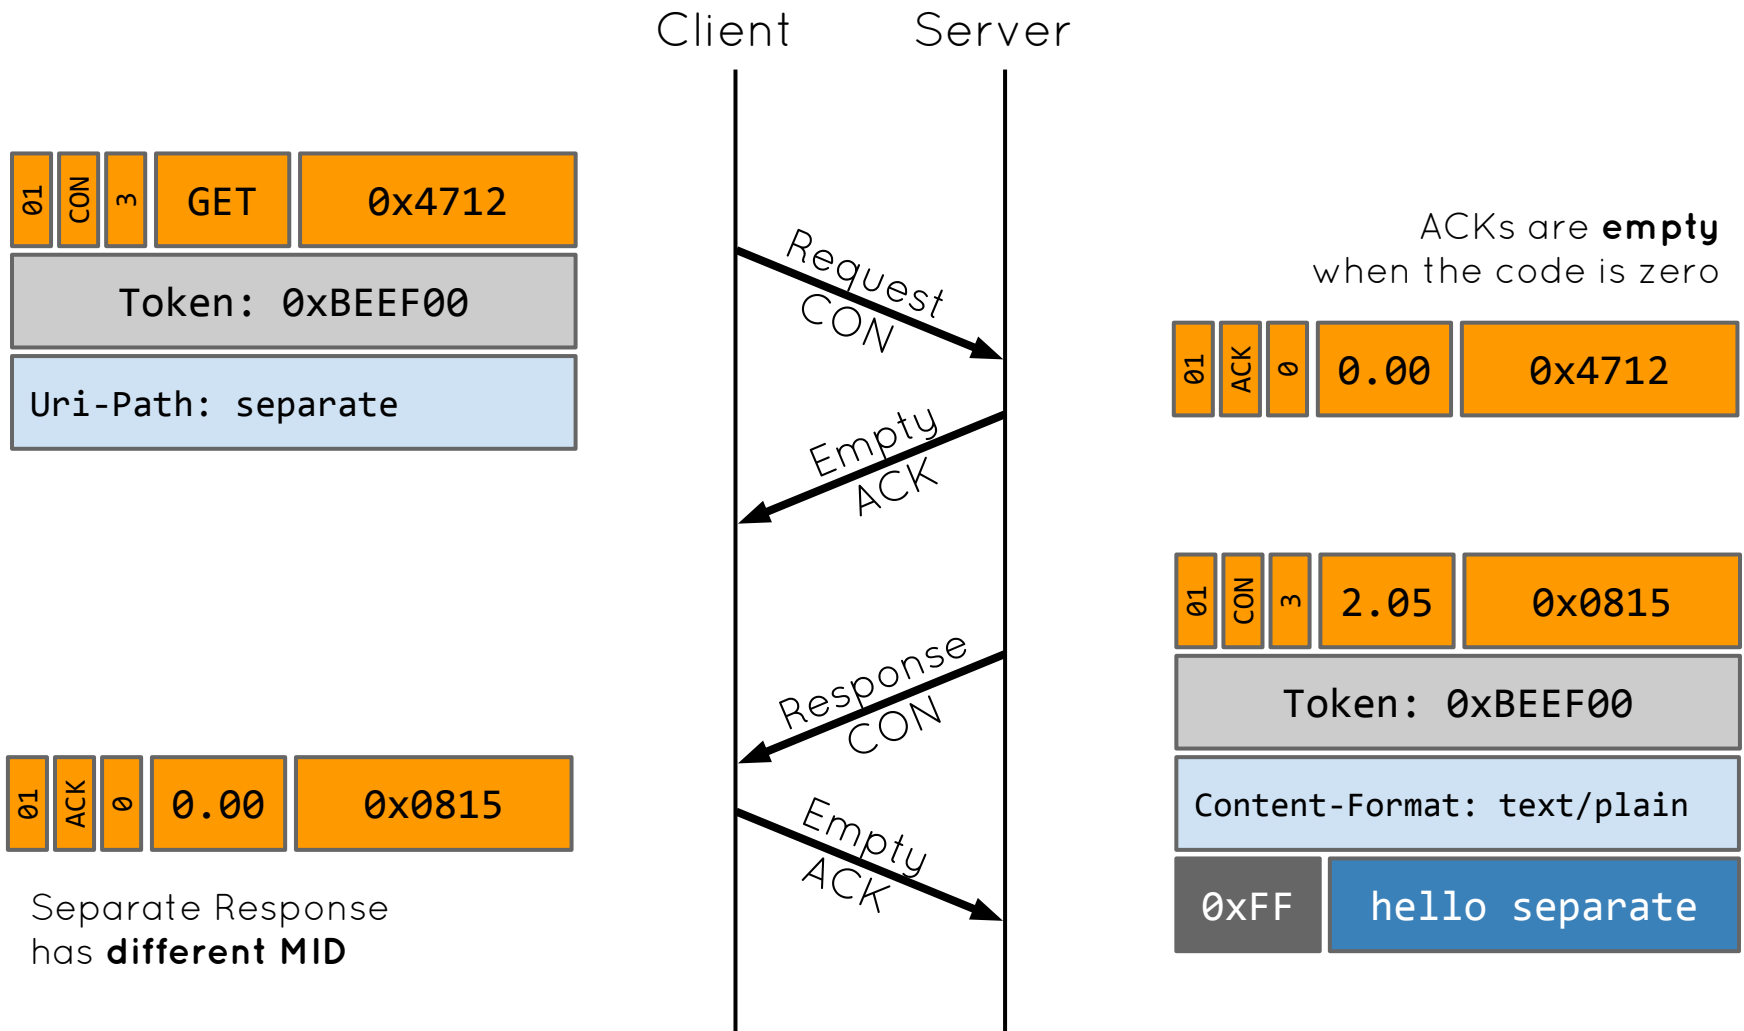 Client
Server
01 CON 3 GET 0x4712
Token: 0xBEEF00
Uri-Path: separate
Request
CON
ACKs are empty
when the code is zero
01 ACK 0 0.00 0x4712
Empty
ACK
01 CON 3 2.05 0x0815
Token: 0xBEEF00
Content-Format: text/plain
0xFF hello separate
Response
CON
01 ACK 0 0.00 0x0815
Empty
ACK
Separate Response
has different MID